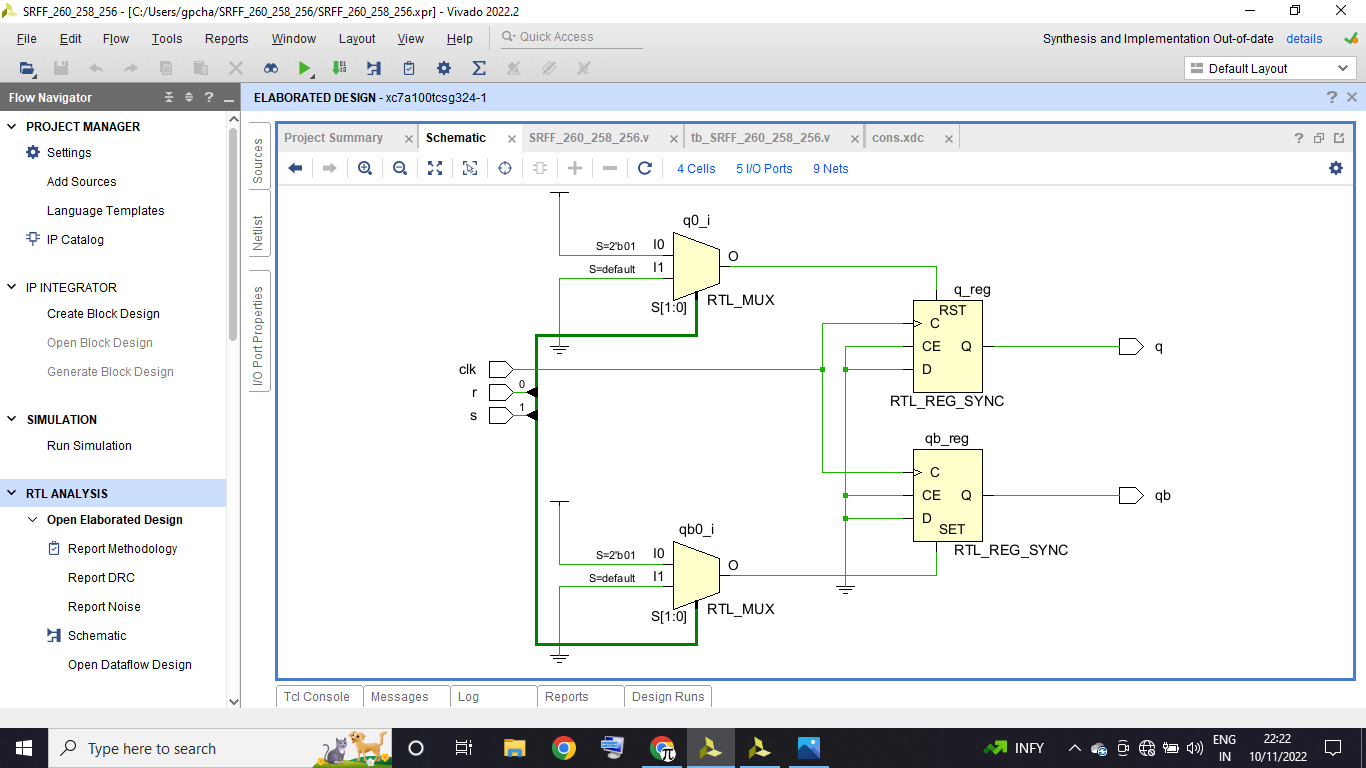 SRFF_260_258_256 - [C:/Users/gpcha/SRFF_260_258_256/SRFF_260_258_256.xpr] - Vivado 2022.2
File Edit Flow Tools Reports Window Layout View Help Quick Access
Synthesis and Implementation Out-of-date details
Default Layout
Flow Navigator
ELABORATED DESIGN - xc7a100tcsg324-1
PROJECT MANAGER
Settings
Add Sources
Language Templates
IP Catalog
IP INTEGRATOR
Create Block Design
Open Block Design
Generate Block Design
SIMULATION
Run Simulation
RTL ANALYSIS
Open Elaborated Design
Report Methodology
Report DRC
Report Noise
Schematic
Open Dataflow Design
Sources
Netlist
I/O Port Properties
Project Summary Schematic SRFF_260_258_256.v tb_SRFF_260_258_256.v cons.xdc
4 Cells 5 I/O Ports 9 Nets
q0_i
S=2'b01 I0
O
S=default I1
S[1:0] RTL_MUX
q_reg
RST
C
CE Q
D
RTL_REG_SYNC
q
clk
r 0
s 1
qb_reg
C
CE Q
D
SET
RTL_REG_SYNC
qb
qb0_i
S=2'b01 I0
O
S=default I1
S[1:0] RTL_MUX
Tcl Console Messages Log Reports Design Runs
Type here to search
INFY
ENG
IN
22:22
10/11/2022